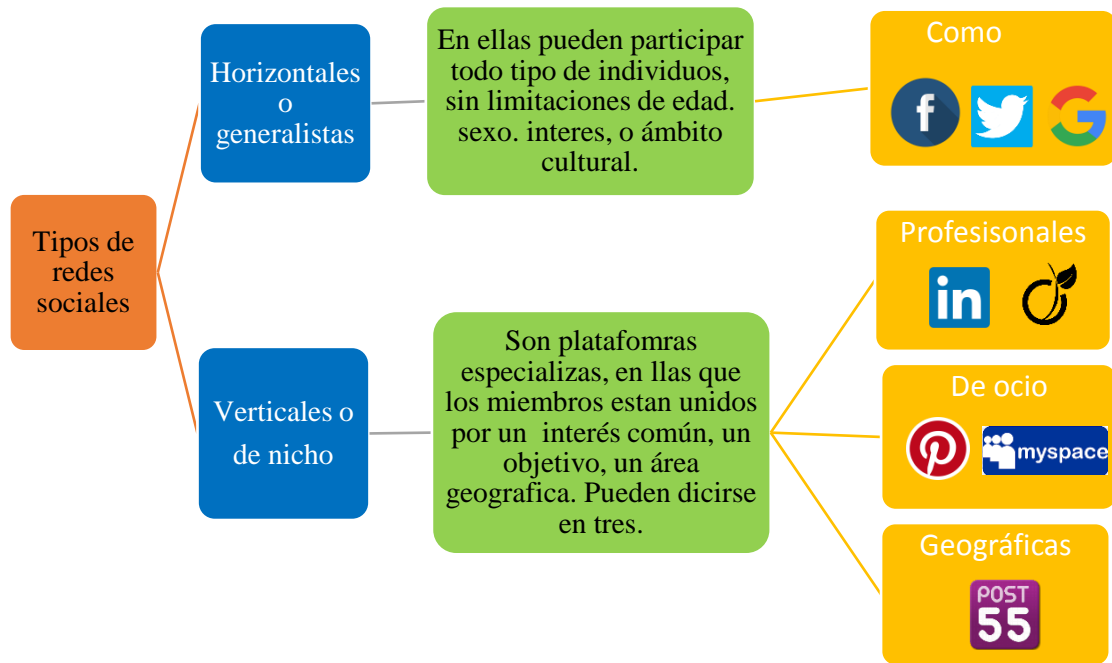 Tipos de
redes
sociales
Horizontales
o
generalistas
En ellas pueden participar
todo tipo de individuos,
sin limitaciones de edad.
sexo. interes, o ámbito
cultural.
Como
f
G
Verticales o
de nicho
Son platafomras
especializas, en llas que
los miembros estan unidos
por un interés común, un
objetivo, un área
geografica. Pueden dicirse
en tres.
Profesisonales
in
De ocio
myspace
Geográficas
POST
55